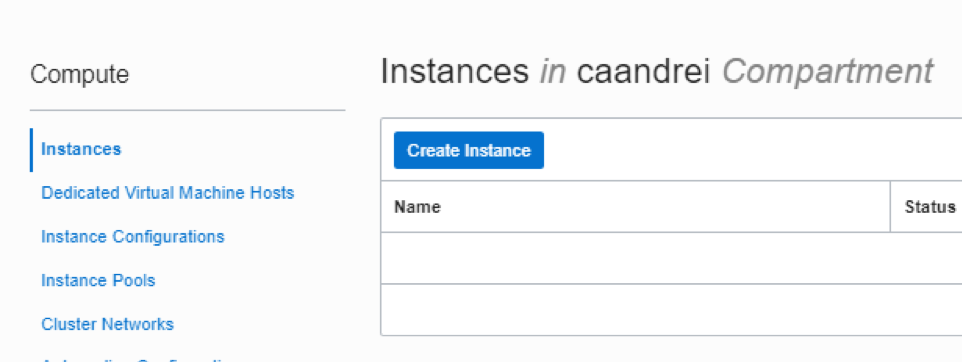 Compute
Instances
Dedicated Virtual Machine Hosts
Instance Configurations
Instance Pools
Cluster Networks
Instances in caandrei Compartment
Create Instance
Name Status